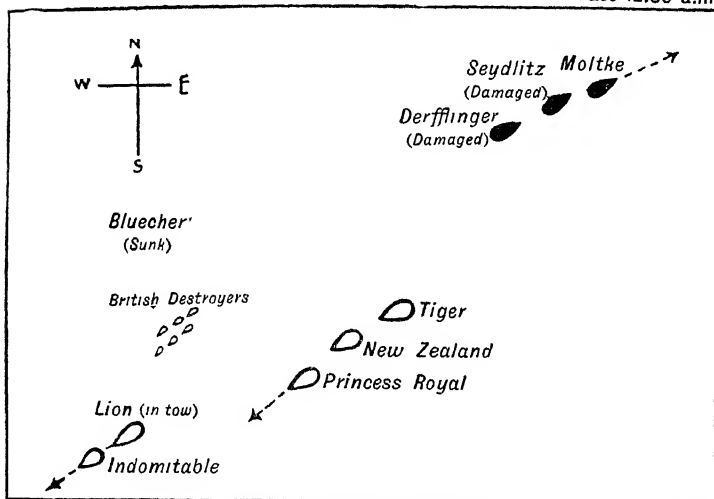 N
W E
S
Seydlitz Moltke
(Damaged)
Derfflinger
(Damaged)
Bluecher
(Sunk)
British Destroyers
Tiger
New Zealand
Princess Royal
Lion (in tow)
Indomitable